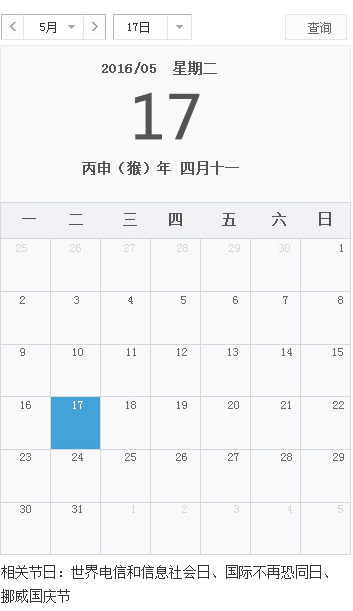 5月 17日 查询
2016/05 星期二
17
丙申（猴）年 四月十一
一 二 三 四 五 六 日
25 26 27 28 29 30 1
2 3 4 5 6 7 8
9 10 11 12 13 14 15
16 17 18 19 20 21 22
23 24 25 26 27 28 29
30 31 1 2 3 4 5
相关节日：世界电信和信息社会日、国际不再恐同日、
挪威国庆节